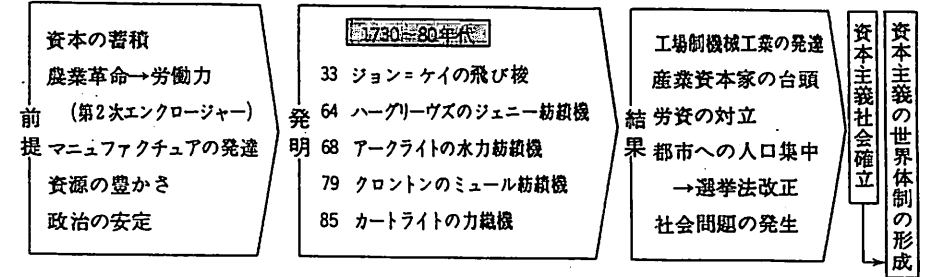 前提
資本の蓄積
農業革命→労働力
(第2次エンクロージャー)
マニュファクチュアの発達
資源の豊かさ
政治の安定
発明
1730~80年代
33 ジョン=ケイの飛び梭
64 ハーグリーヴズのジェニー紡績機
68 アークライトの水力紡績機
79 クロントンのミュール紡績機
85 カートライトの力織機
結果
工場制機械工業の発達
産業資本家の台頭
労資の対立
都市への人口集中
→選挙法改正
社会問題の発生
資本主義社会確立
資本主義の世界体制の形成